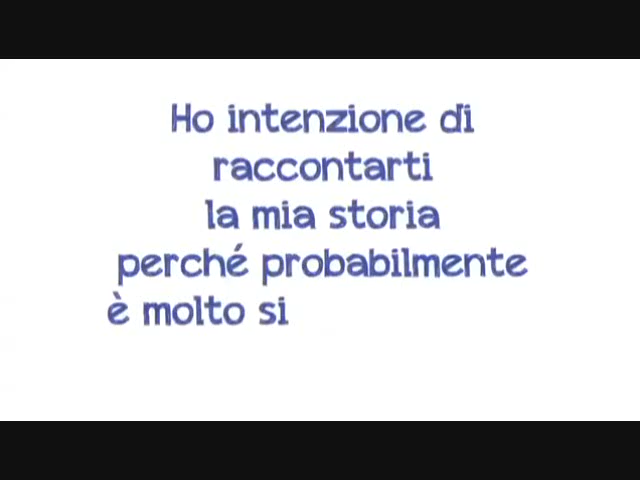 Ho intenzione di
raccontarti
la mia storia
perché probabilmente
è molto si